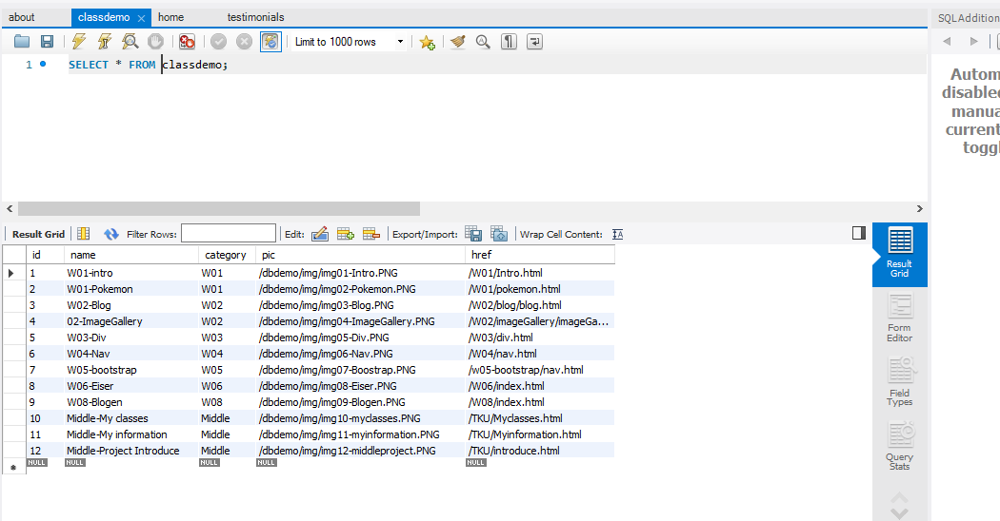 about classdemo home testimonials
SQLAddition
Limit to 1000 rows
1 SELECT * FROM classdemo;
Autom
disabled
manua
current
toggl
Result Grid Filter Rows: Edit: Export/Import: Wrap Cell Content: IA
id name category pic href
1 W01-intro W01 /dbdemo/img/img01-Intro.PNG /W01/Intro.html
2 W01-Pokemon W01 /dbdemo/img/img02-Pokemon.PNG /W01/pokemon.html
3 W02-Blog W02 /dbdemo/img/img03-Blog.PNG /W02/blog/blog.html
4 02-ImageGallery W02 /dbdemo/img/img04-ImageGallery.PNG /W02/imageGallery/imageGa...
5 W03-Div W03 /dbdemo/img/img05-Div.PNG /W03/div.html
6 W04-Nav W04 /dbdemo/img/img06-Nav.PNG /W04/nav.html
7 W05-bootstrap W05 /dbdemo/img/img07-Boostrap.PNG /w05-bootstrap/nav.html
8 W06-Eiser W06 /dbdemo/img/img08-Eiser.PNG /W06/index.html
9 W08-Blogen W08 /dbdemo/img/img09-Blogen.PNG /W08/index.html
10 Middle-My classes Middle /dbdemo/img/img10-myclasses.PNG /TKU/Myclasses.html
11 Middle-My information Middle /dbdemo/img/img11-myinformation.PNG /TKU/Myinformation.html
12 Middle-Project Introduce Middle /dbdemo/img/img12-middleproject.PNG /TKU/introduce.html
NULL NULL NULL NULL NULL
Result
Grid
Form
Editor
Field
Types
Query
Stats